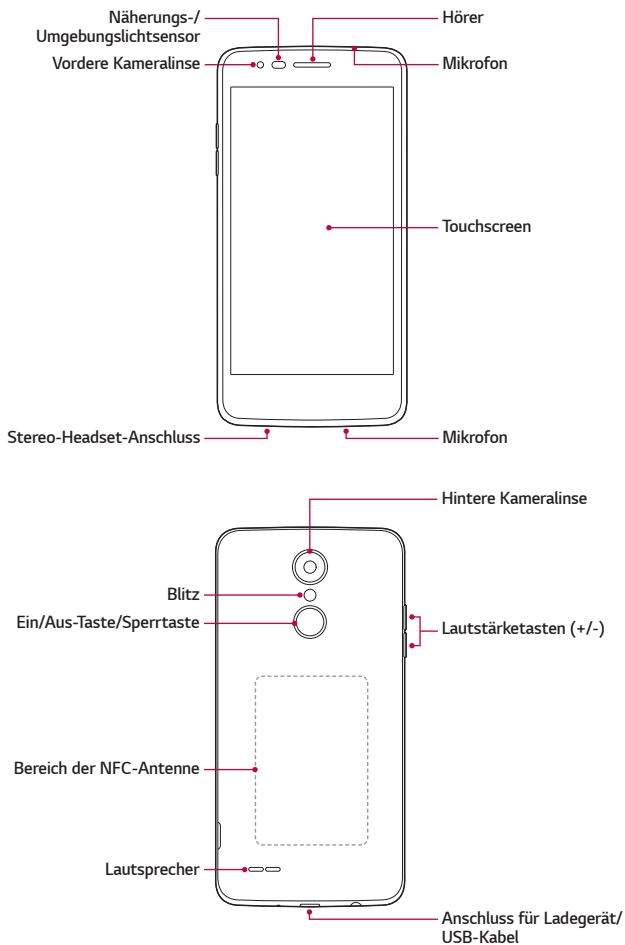 Näherungs-/
Umgebungslichtsensor
Hörer
Vordere Kameralinse
Mikrofon
Touchscreen
Stereo-Headset-Anschluss
Mikrofon
Hintere Kameralinse
Blitz
Ein/Aus-Taste/Sperrtaste
Lautstärketasten (+/-)
Bereich der NFC-Antenne
Lautsprecher
Anschluss für Ladegerät/
USB-Kabel